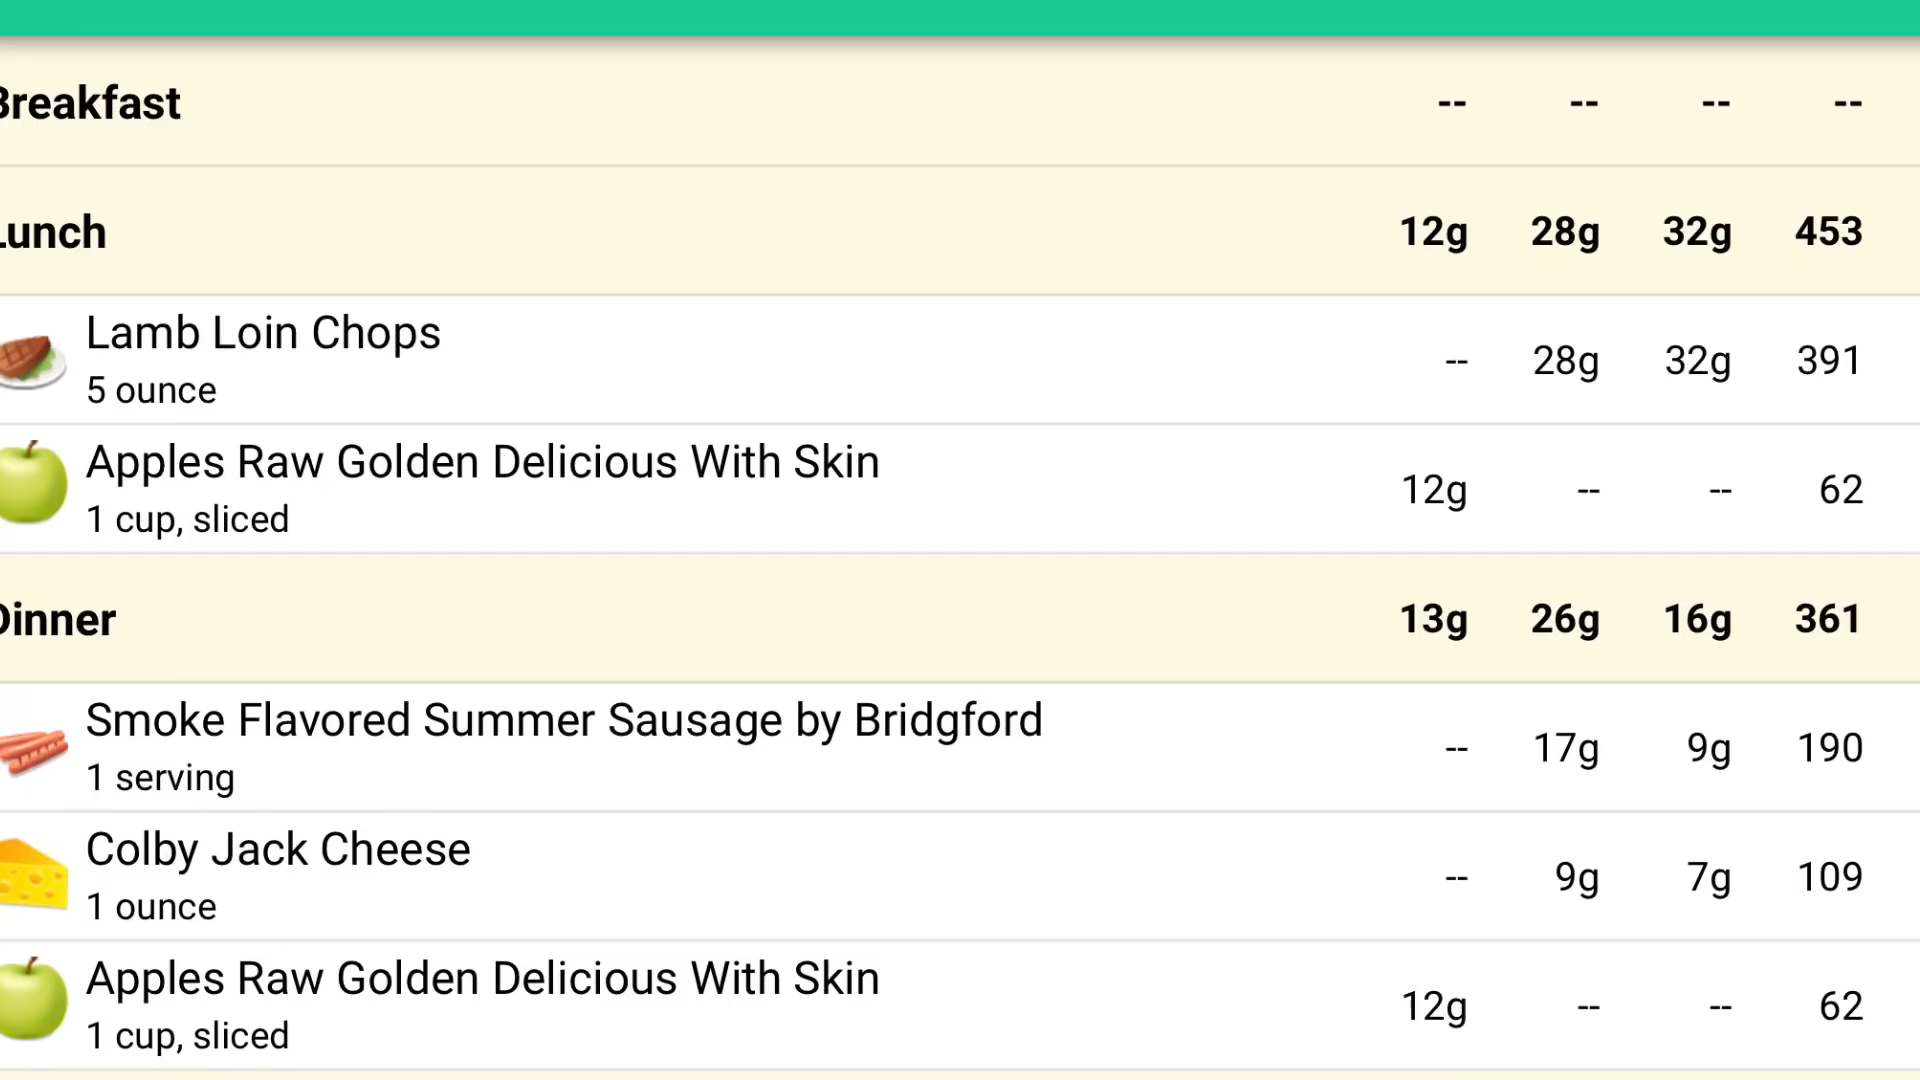 Breakfast -- -- -- --
Lunch 12g 28g 32g 453
Lamb Loin Chops
5 ounce
-- 28g 32g 391
Apples Raw Golden Delicious With Skin
1 cup, sliced
12g -- -- 62
Dinner 13g 26g 16g 361
Smoke Flavored Summer Sausage by Bridgford
1 serving
-- 17g 9g 190
Colby Jack Cheese
1 ounce
-- 9g 7g 109
Apples Raw Golden Delicious With Skin
1 cup, sliced
12g -- -- 62